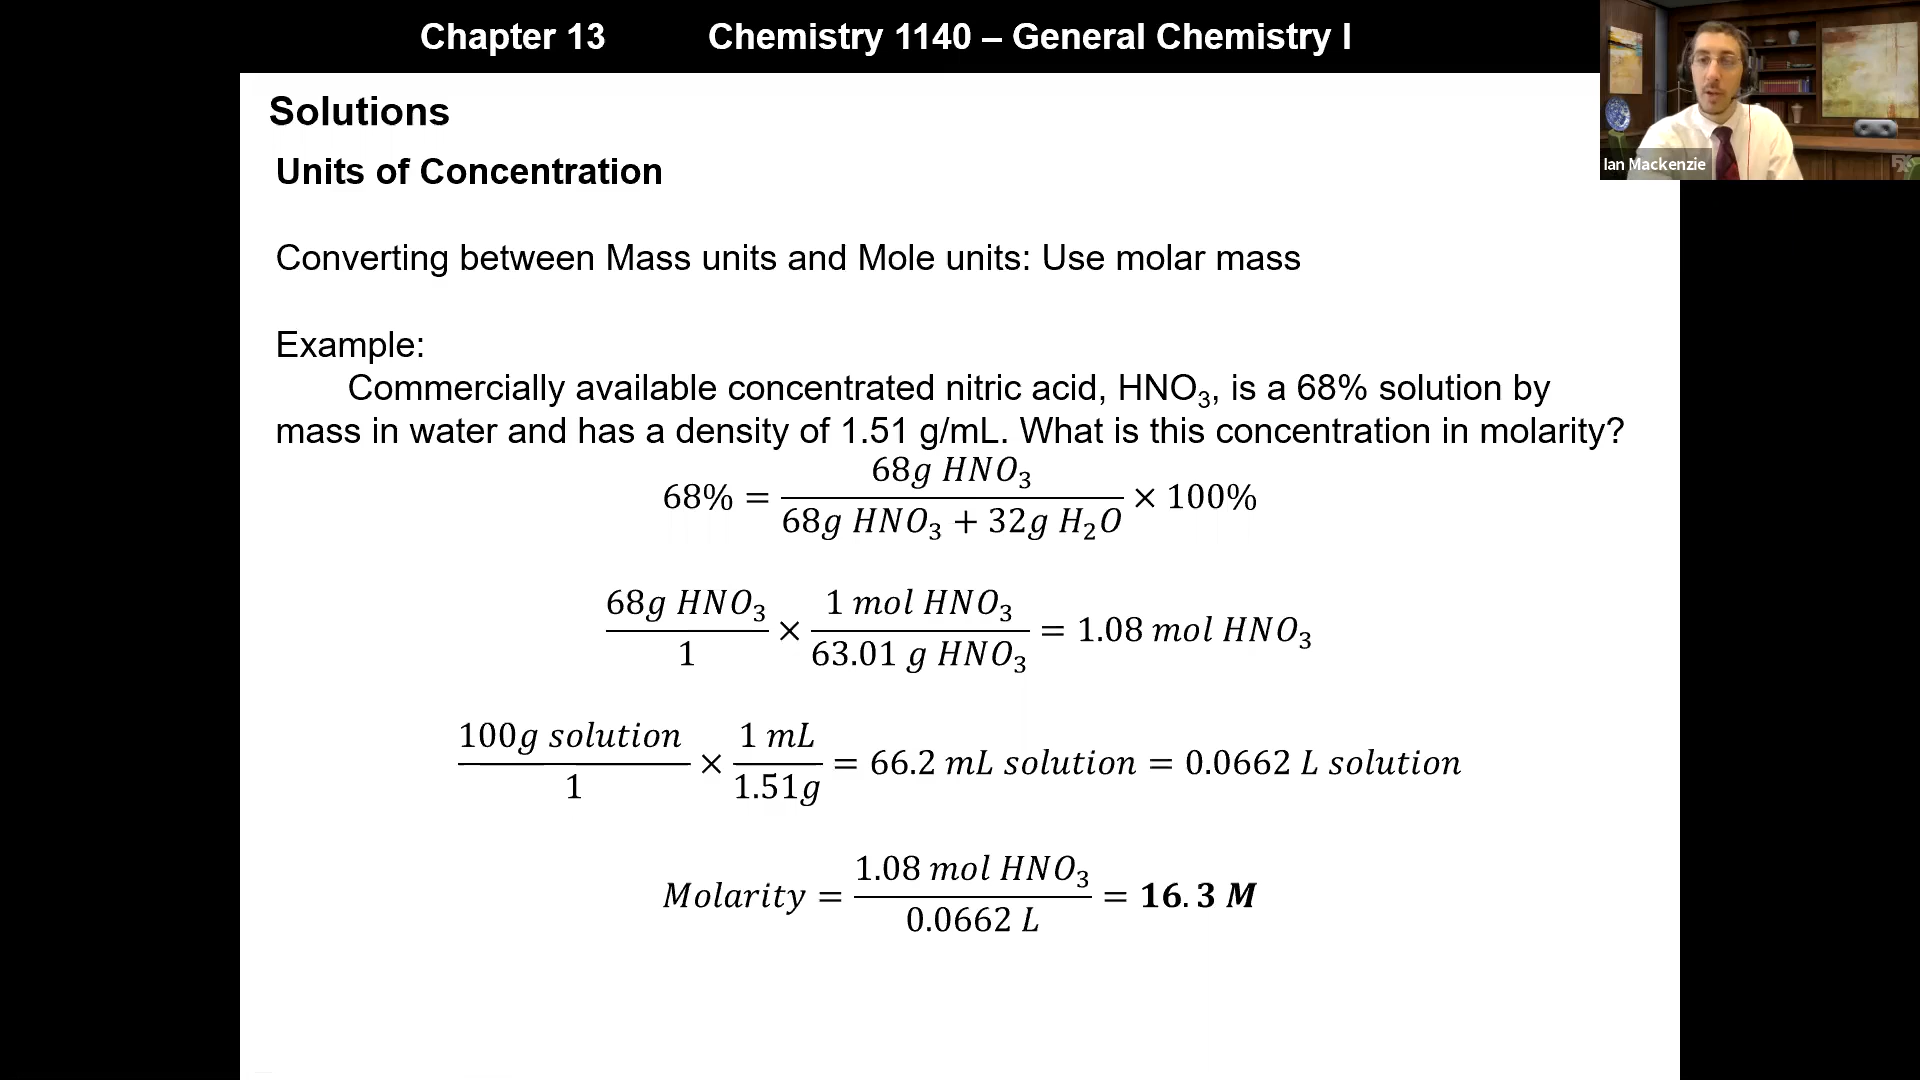 Chapter 13 Chemistry 1140 – General Chemistry I
Ian Mackenzie
Solutions
Units of Concentration
Converting between Mass units and Mole units: Use molar mass
Example:
Commercially available concentrated nitric acid, HNO₃, is a 68% solution by
mass in water and has a density of 1.51 g/mL. What is this concentration in molarity?
68% = (68g HNO₃)/(68g HNO₃ + 32g H₂O) × 100%
(68g HNO₃)/1 × (1 mol HNO₃)/(63.01 g HNO₃) = 1.08 mol HNO₃
(100g solution)/1 × (1 mL)/(1.51g) = 66.2 mL solution = 0.0662 L solution
Molarity = (1.08 mol HNO₃)/(0.0662 L) = 16.3 M